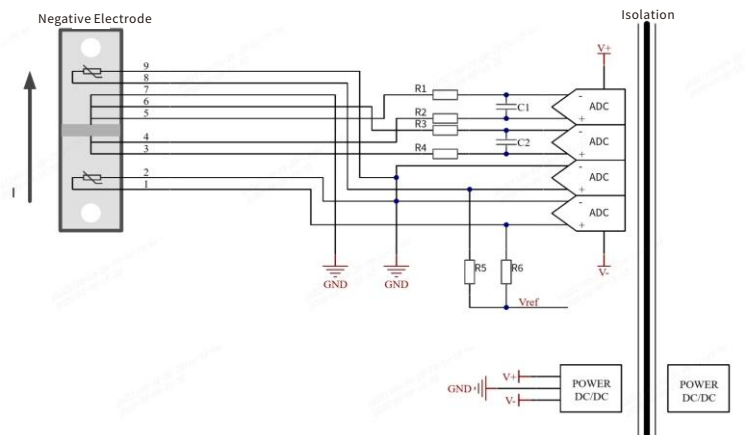 Negative Electrode
Isolation
V+
9
8
7
6
5
4
3
2
1
R1
C1
R2
R3
C2
R4
-
+
ADC
-
+
ADC
-
+
ADC
-
+
ADC
I
R5
R6
GND
GND
V-
Vref
V+
GND
V-
POWER
DC/DC
POWER
DC/DC